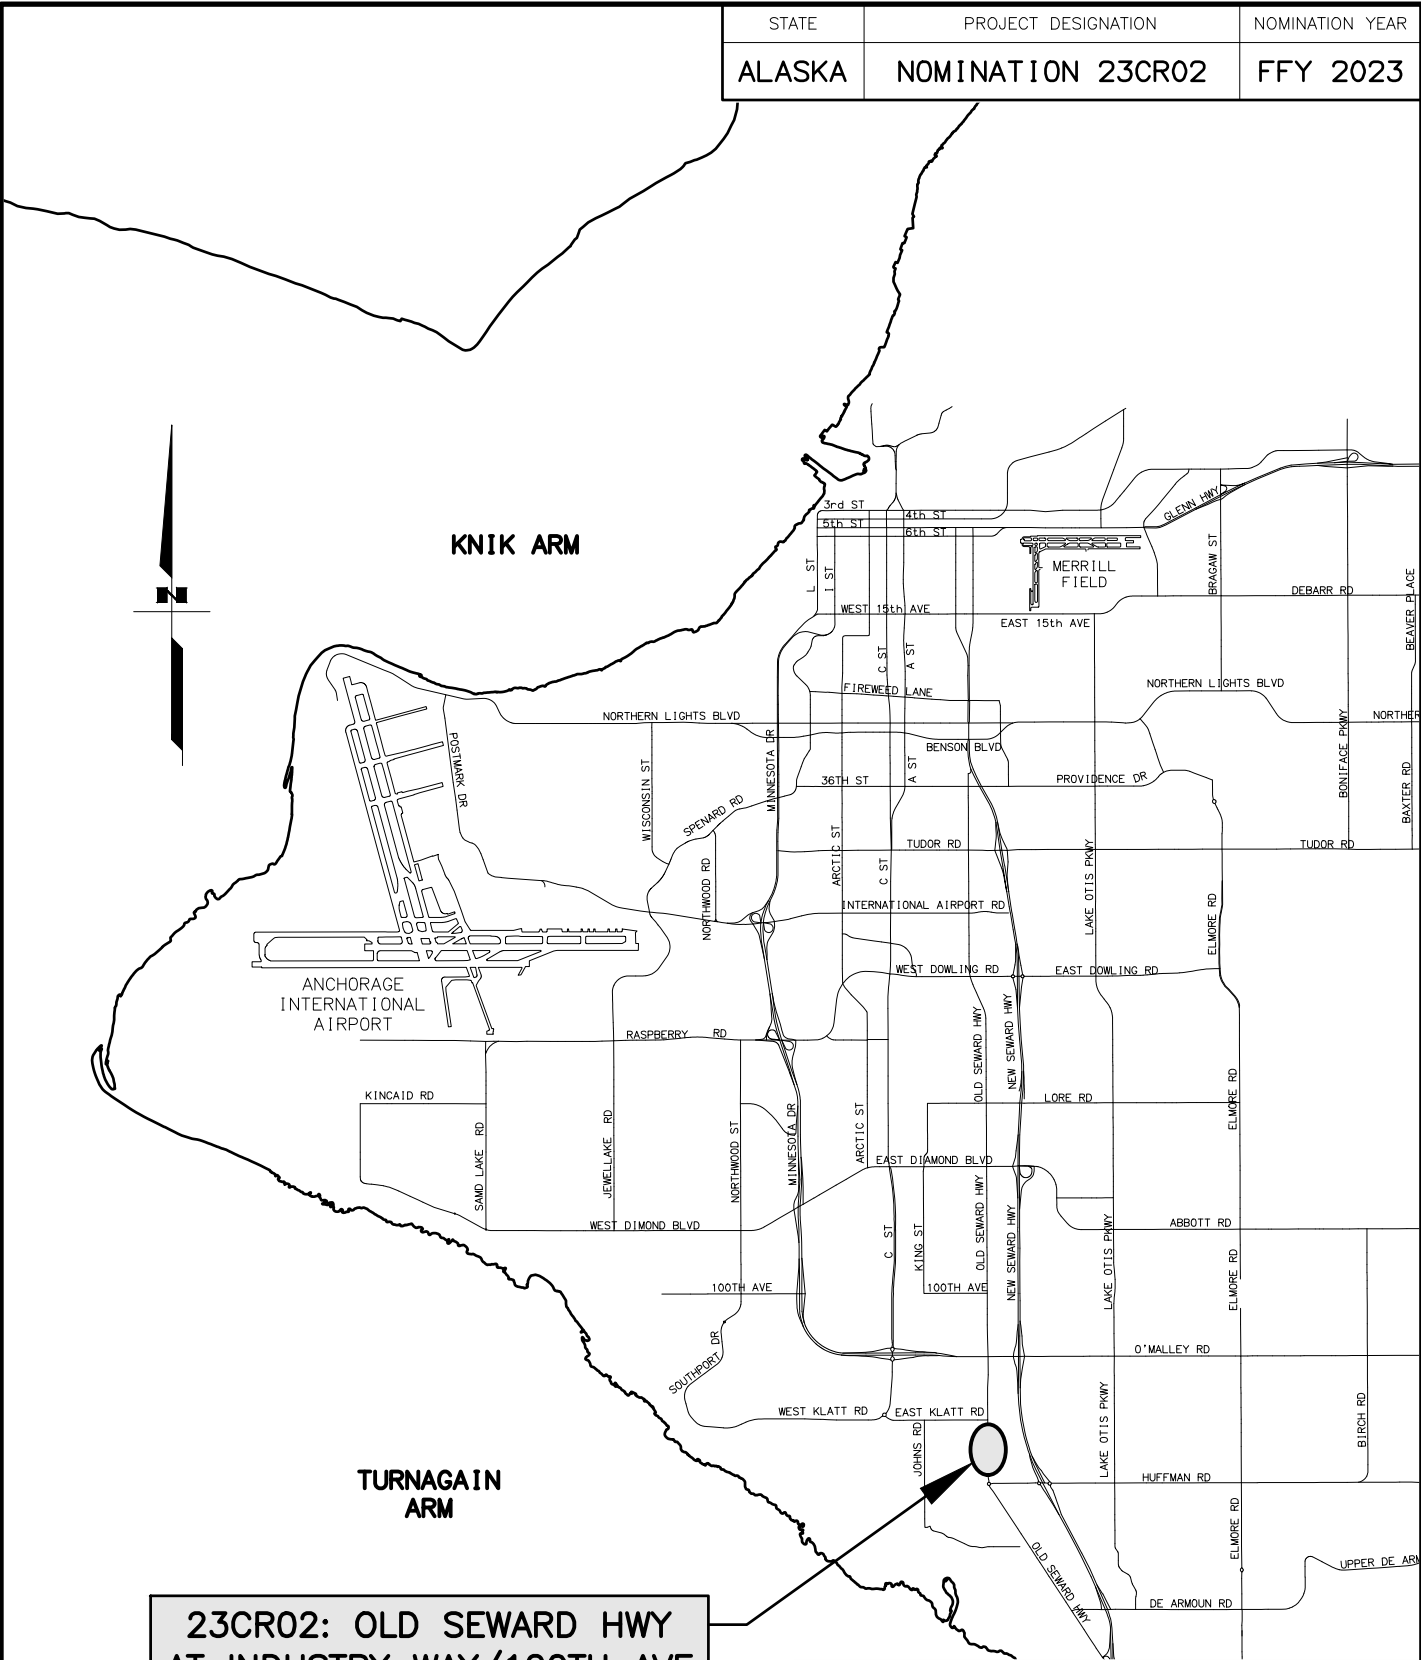 STATE
PROJECT DESIGNATION
NOMINATION YEAR
ALASKA
NOMINATION 23CR02
FFY 2023
KNIK ARM
N
3rd ST
4th ST
5th ST
6th ST
GLENN HWY
MERRILL
FIELD
L ST
I ST
BRAGAW ST
DEBARR RD
BEAVER PLACE
WEST 15th AVE
EAST 15th AVE
C ST
A ST
FIREWEED LANE
NORTHERN LIGHTS BLVD
NORTHERN LIGHTS BLVD
NORTHER
POSTMARK DR
WISCONSIN ST
MINNESOTA DR
BENSON BLVD
A ST
36TH ST
PROVIDENCE DR
BONIFACE PKWY
BAXTER RD
SPENARD RD
NORTHWOOD RD
ARCTIC ST
C ST
TUDOR RD
TUDOR RD
LAKE OTIS PKWY
INTERNATIONAL AIRPORT RD
ELMORE RD
WEST DOWLING RD
EAST DOWLING RD
ANCHORAGE
INTERNATIONAL
AIRPORT
RASPBERRY RD
OLD SEWARD HWY
NEW SEWARD HWY
KINCAID RD
LORE RD
ELMORE RD
SAMD LAKE RD
JEWELLAKE RD
NORTHWOOD ST
MINNESOTA DR
ARCTIC ST
EAST DIAMOND BLVD
WEST DIMOND BLVD
C ST
KING ST
OLD SEWARD HWY
NEW SEWARD HWY
LAKE OTIS PKWY
ABBOTT RD
ELMORE RD
100TH AVE
100TH AVE
SOUTHPORT DR
O'MALLEY RD
WEST KLATT RD
EAST KLATT RD
JOHNS RD
LAKE OTIS PKWY
BIRCH RD
HUFFMAN RD
TURNAGAIN
ARM
ELMORE RD
OLD SEWARD HWY
UPPER DE ARM
DE ARMOUN RD
23CR02: OLD SEWARD HWY
AT INDUSTRY WAY/